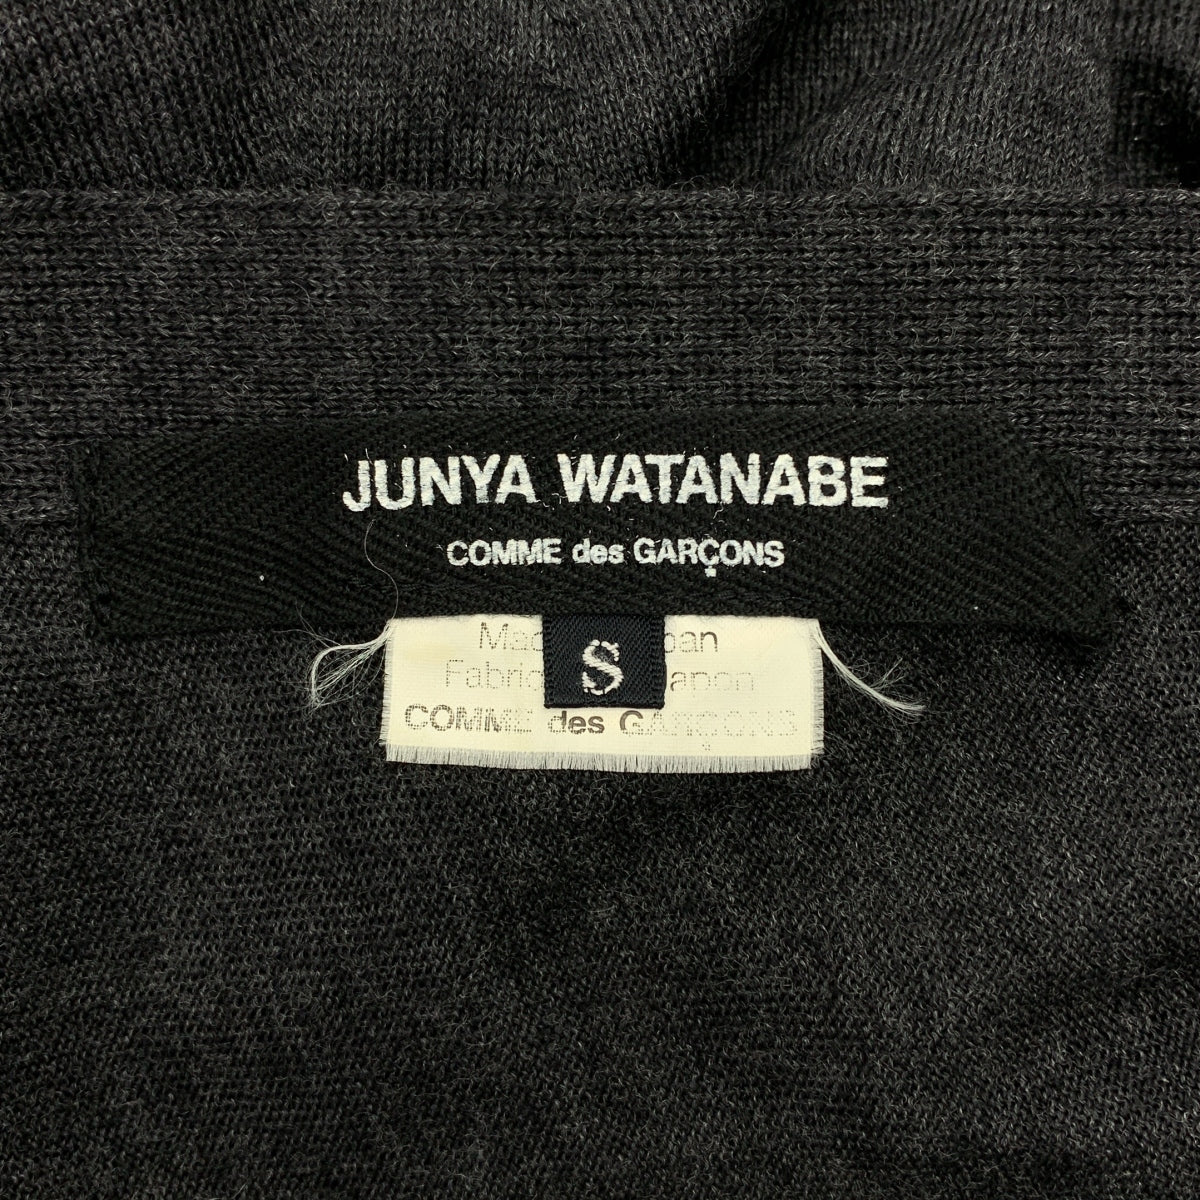 JUNYA WATANABE
COMME des GARÇONS
S
COMME des GARÇONS